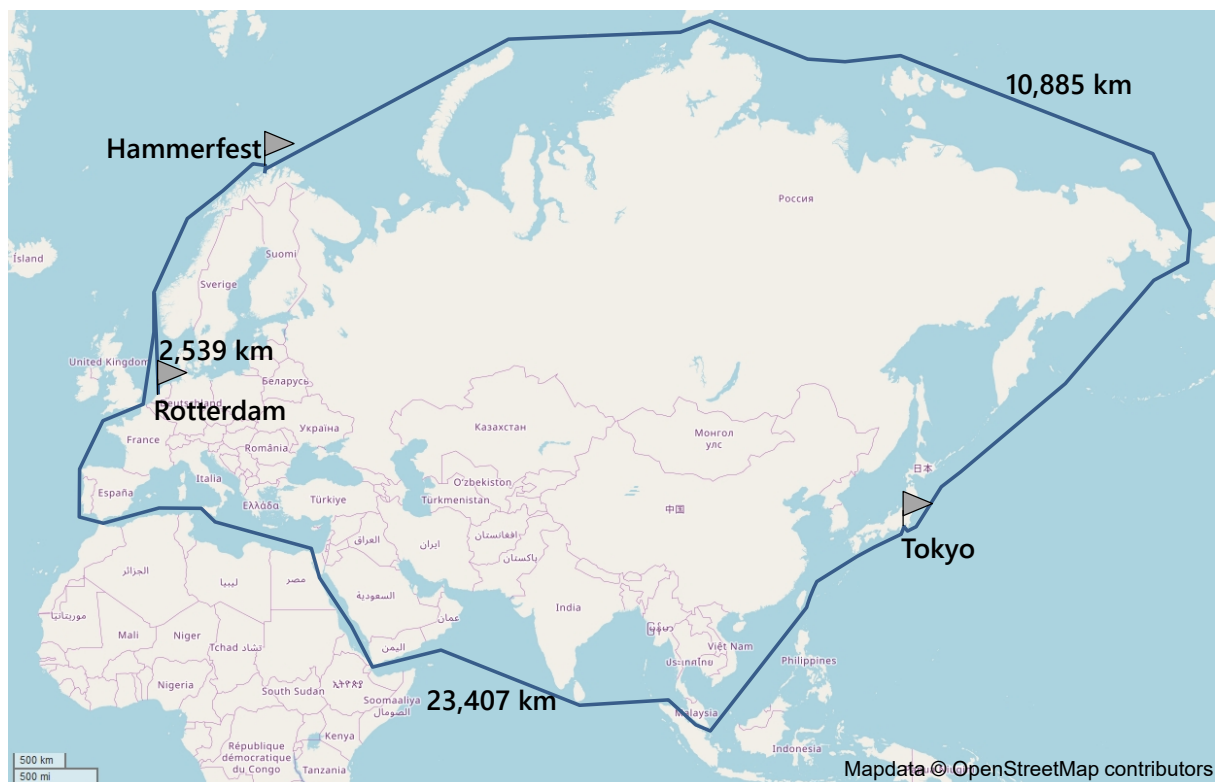 10,885 km
Hammerfest
Россия
Ísland
Suomi
Sverige
2,539 km
United Kingdom
Беларусь
Deutschland
Rotterdam
Україна
Казахстан
Монгол
улс
France
România
日本
Italia
España
Ελλάδα
Türkiye
O'zbekiston
Türkmenistan
中国
العراق
ایران
افغانستان
پاکستان
Tokyo
الجزائر
ليبيا
مصر
السعودية
عمان
India
موريتانيا
Mali
Niger
Tchad تشاد
اليمن
Việt Nam
ประเทศไทย
Philippines
Nigeria
South Sudan
ኢትዮጵያ
Soomaaliya
الصومال
23,407 km
Malaysia
Kenya
République
démocratique
du Congo
Indonesia
Tanzania
500 km
500 mi
Mapdata © OpenStreetMap contributors